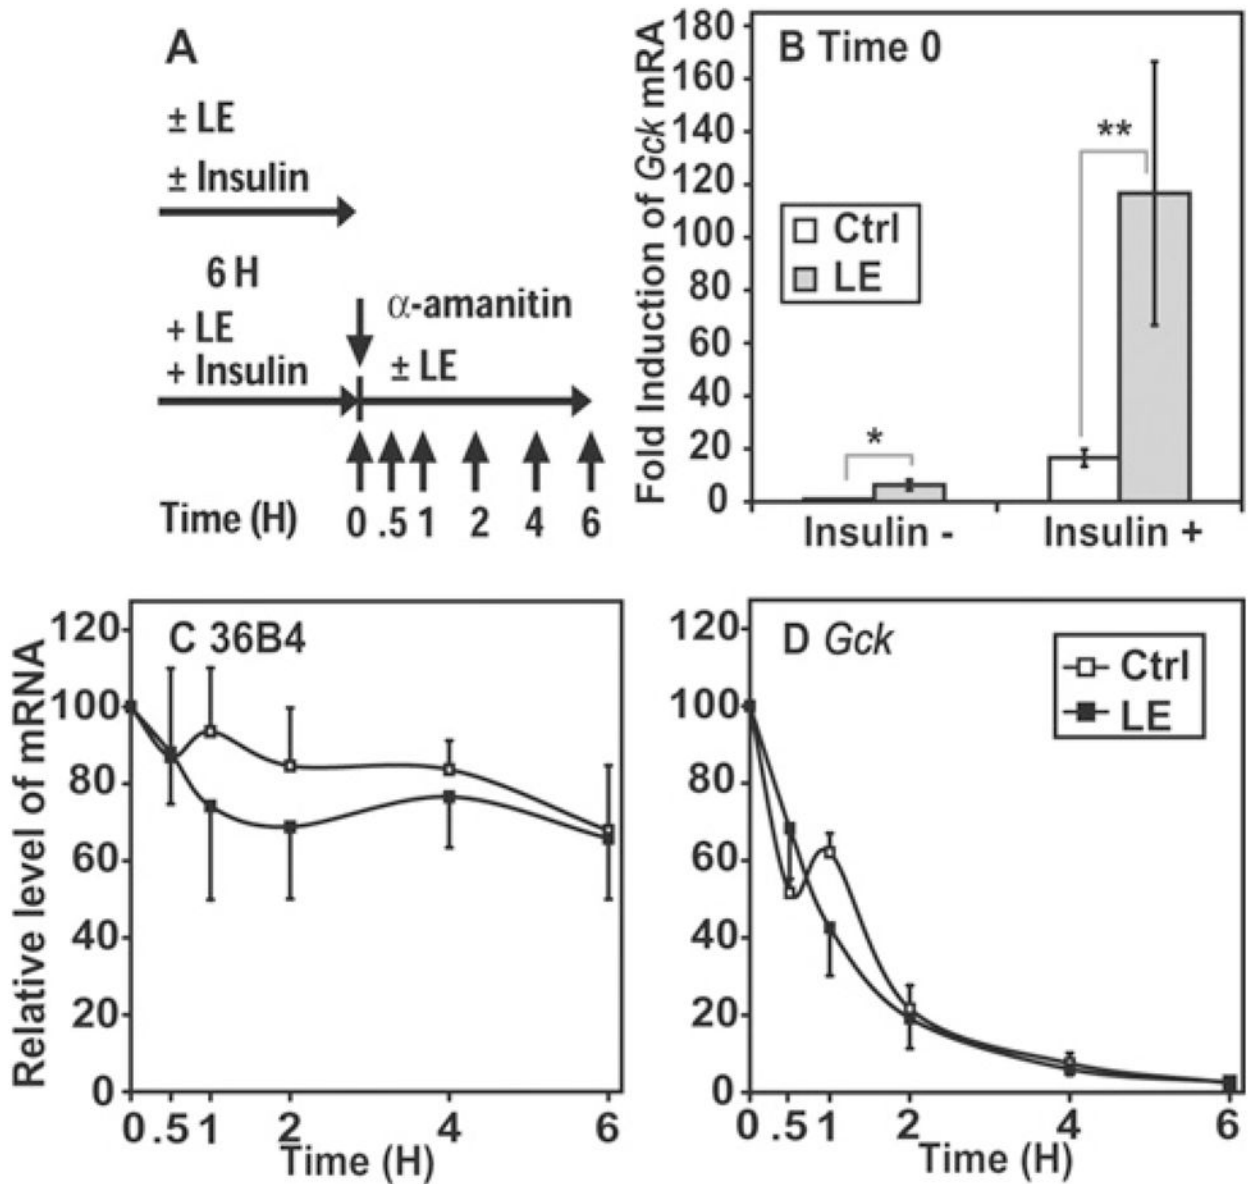 A
± LE
± Insulin
6 H
+ LE
+ Insulin
α-amanitin
± LE
Time (H) 0 .5 1 2 4 6
Fold Induction of Gck mRA
B Time 0
180
160
140
120
100
80
60
40
20
0
**
*
Ctrl
LE
Insulin -
Insulin +
Relative level of mRNA
C 36B4
120
100
80
60
40
20
0
0 .5 1 2 4 6
Time (H)
D Gck
Ctrl
LE
120
100
80
60
40
20
0
0 .5 1 2 4 6
Time (H)